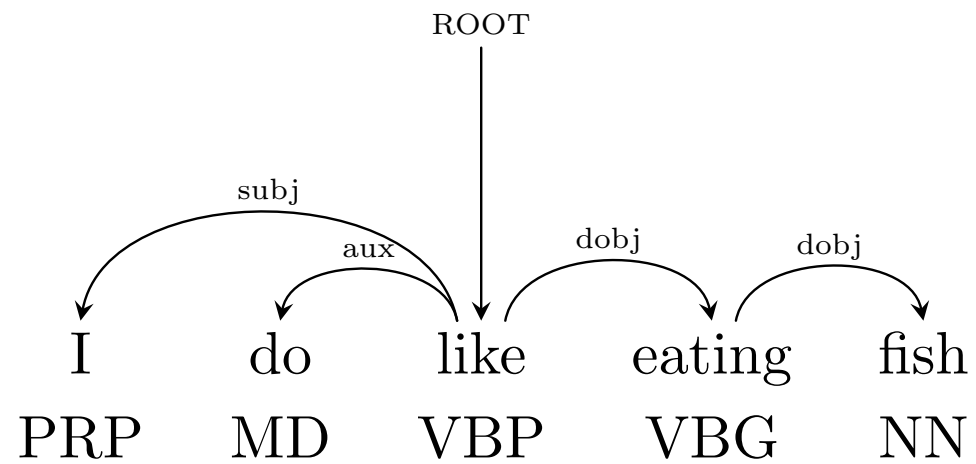 ROOT
subj
aux
dobj
dobj
I do like eating fish
PRP MD VBP VBG NN